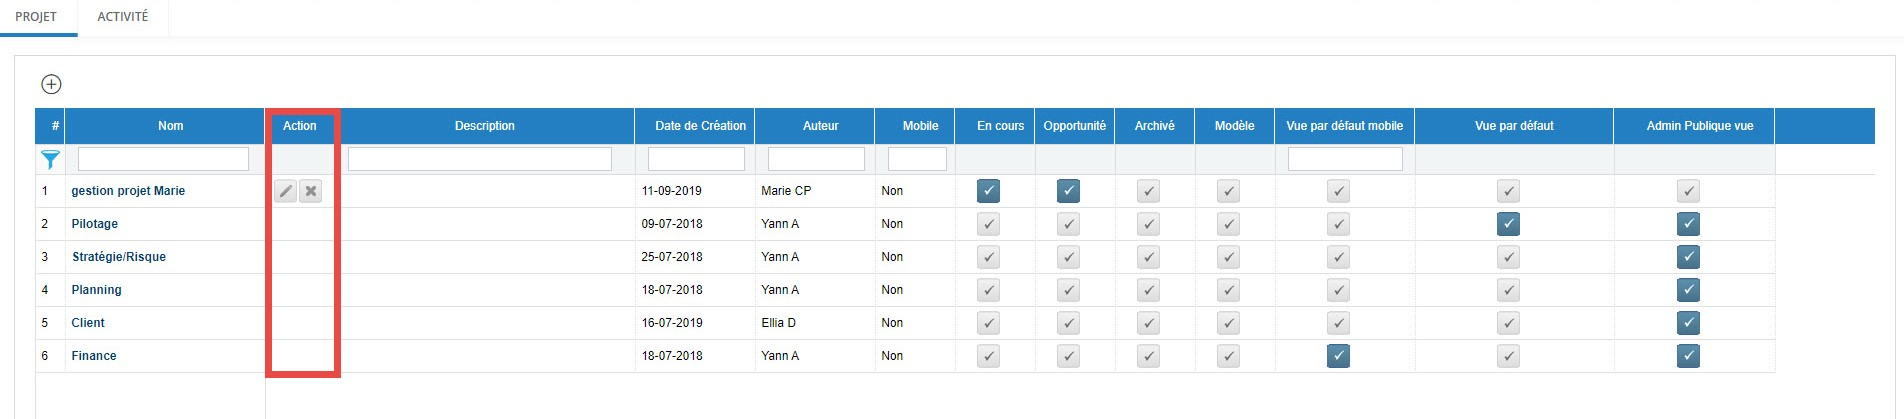 PROJET ACTIVITÉ
# Nom Action Description Date de Création Auteur Mobile En cours Opportunité Archivé Modèle Vue par défaut mobile Vue par défaut Admin Publique vue
1 gestion projet Marie 11-09-2019 Marie CP Non
2 Pilotage 09-07-2018 Yann A Non
3 Stratégie/Risque 25-07-2018 Yann A Non
4 Planning 18-07-2018 Yann A Non
5 Client 16-07-2019 Ellia D Non
6 Finance 18-07-2018 Yann A Non